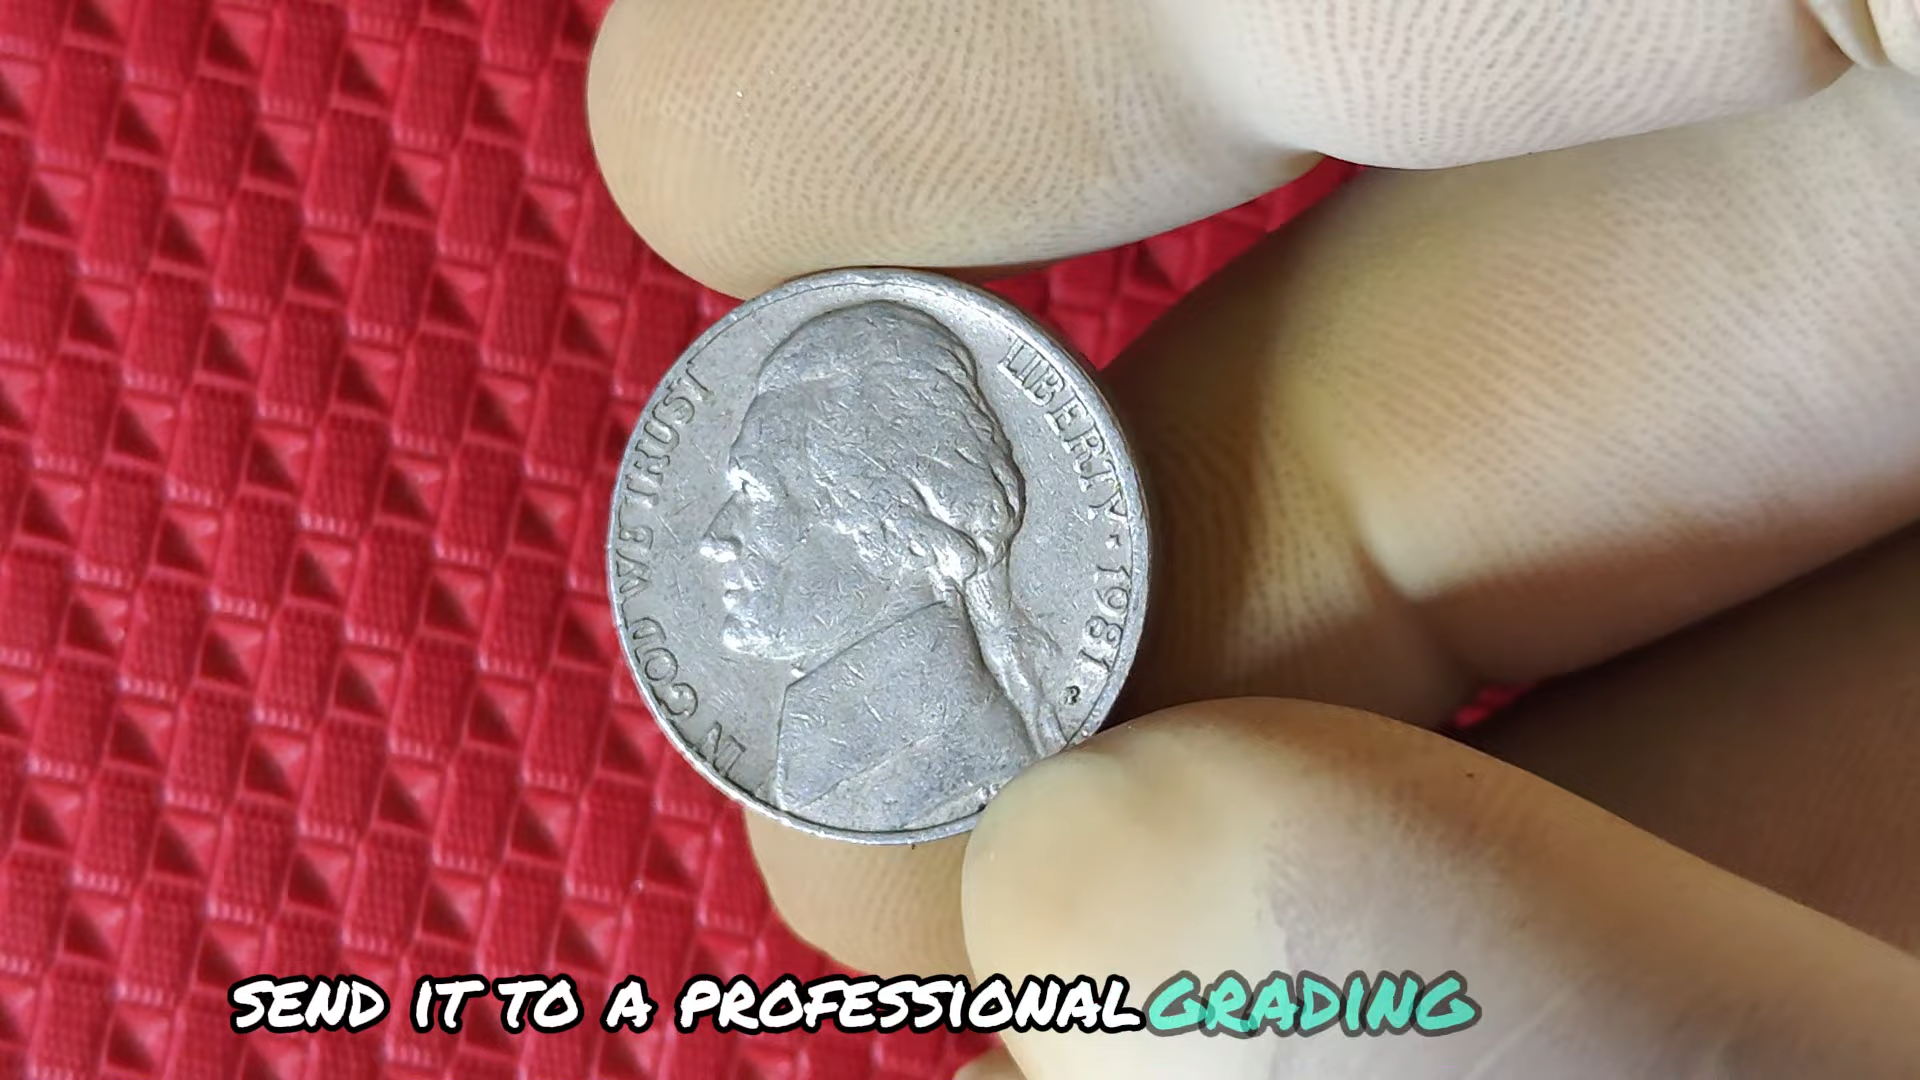 IN GOD WE TRUST
LIBERTY · 1981
P
SEND IT TO A PROFESSIONAL GRADING